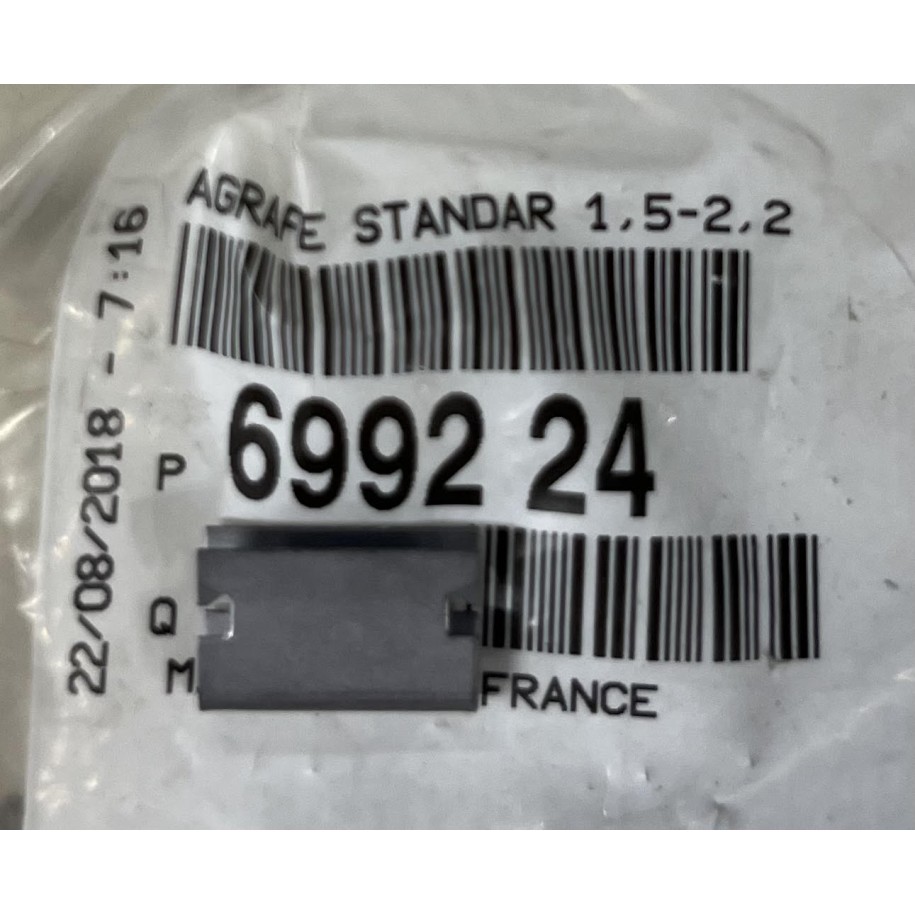 AGRAFE STANDAR 1,5-2,2
P 6992 24
Q
M FRANCE
22/08/2018 - 7:16